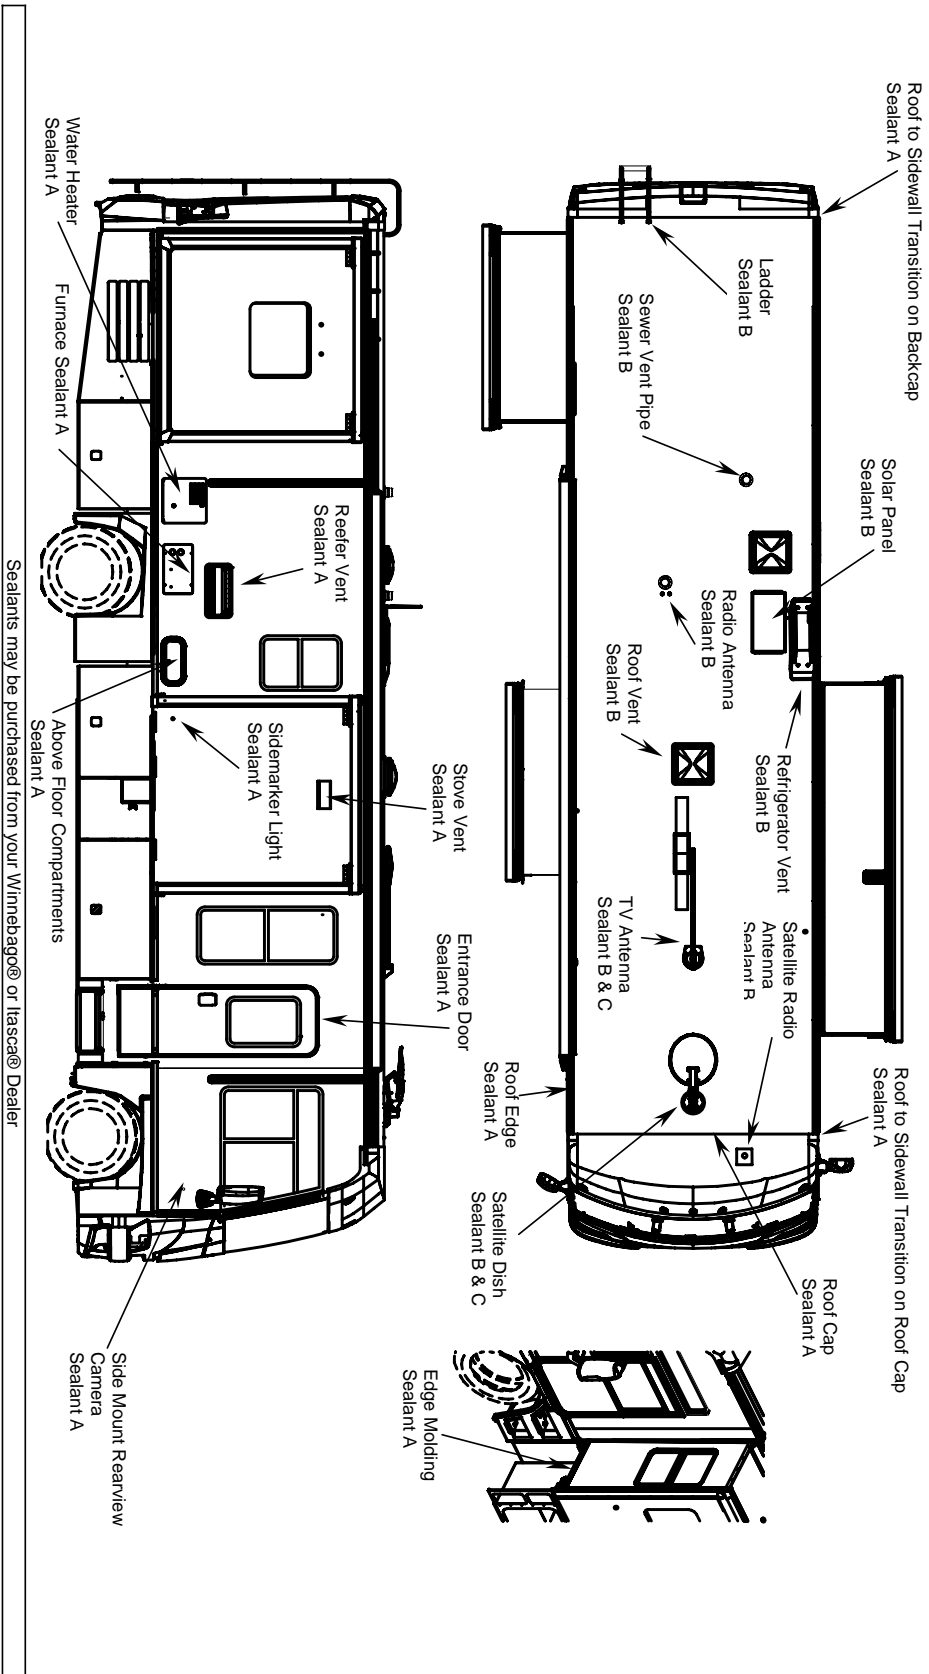 Roof to Sidewall Transition on Backcap
Sealant A
Ladder
Sealant B
Sewer Vent Pipe
Sealant B
Solar Panel
Sealant B
Radio Antenna
Sealant B
Roof Vent
Sealant B
Refrigerator Vent
Sealant B
TV Antenna
Sealant B & C
Satellite Radio
Antenna
Sealant B
Roof to Sidewall Transition on Roof Cap
Sealant A
Roof Edge
Sealant A
Satellite Dish
Sealant B & C
Roof Cap
Sealant A
Water Heater
Sealant A
Furnace Sealant A
Reefer Vent
Sealant A
Above Floor Compartments
Sealant A
Sidemarker Light
Sealant A
Stove Vent
Sealant A
Entrance Door
Sealant A
Side Mount Rearview
Camera
Sealant A
Edge Molding
Sealant A
Sealants may be purchased from your Winnebago® or Itasca® Dealer